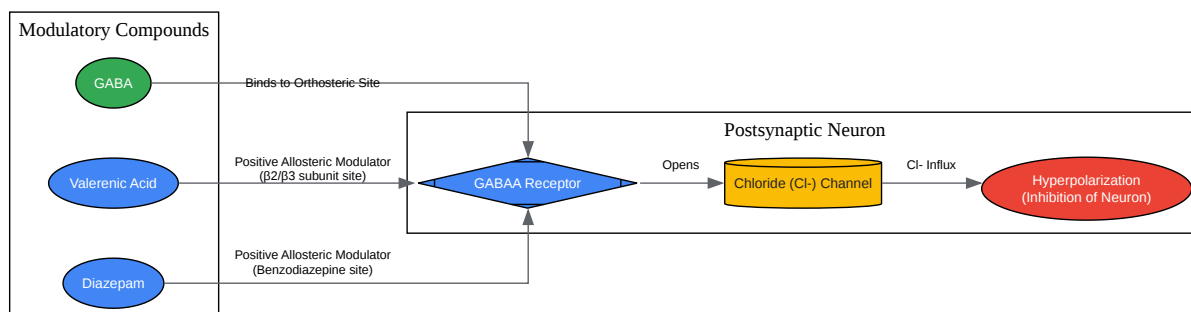 Modulatory Compounds
GABA
Binds to Orthosteric Site
Postsynaptic Neuron
Valerenic Acid
Positive Allosteric Modulator
(β2/β3 subunit site)
GABAA Receptor
Opens
Chloride (Cl-) Channel
Cl- Influx
Hyperpolarization
(Inhibition of Neuron)
Diazepam
Positive Allosteric Modulator
(Benzodiazepine site)